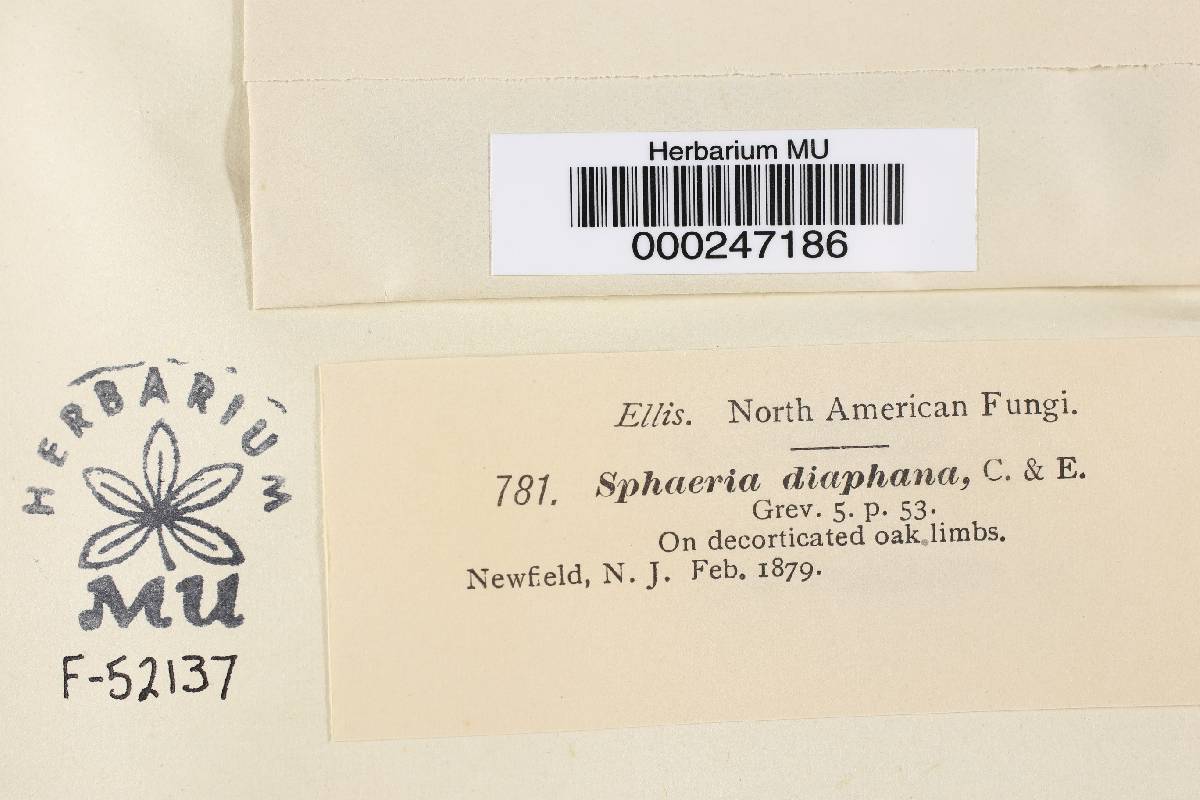 Herbarium MU
000247186
HERBARIUM
MU
F-52137
Ellis. North American Fungi.
781. Sphaeria diaphana, C. & E.
Grev. 5. p. 53.
On decorticated oak limbs.
Newfield, N. J. Feb. 1879.